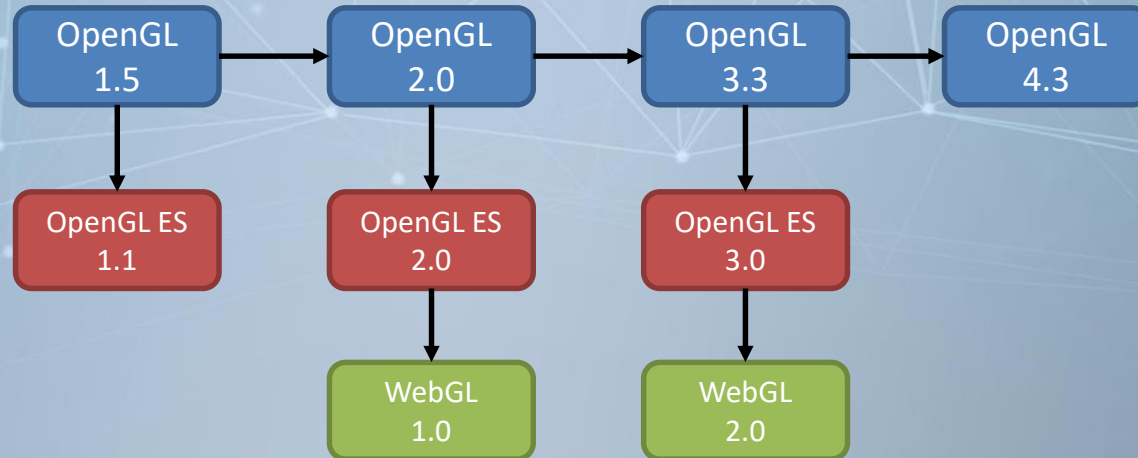 OpenGL
1.5
OpenGL
2.0
OpenGL
3.3
OpenGL
4.3
OpenGL ES
1.1
OpenGL ES
2.0
OpenGL ES
3.0
WebGL
1.0
WebGL
2.0